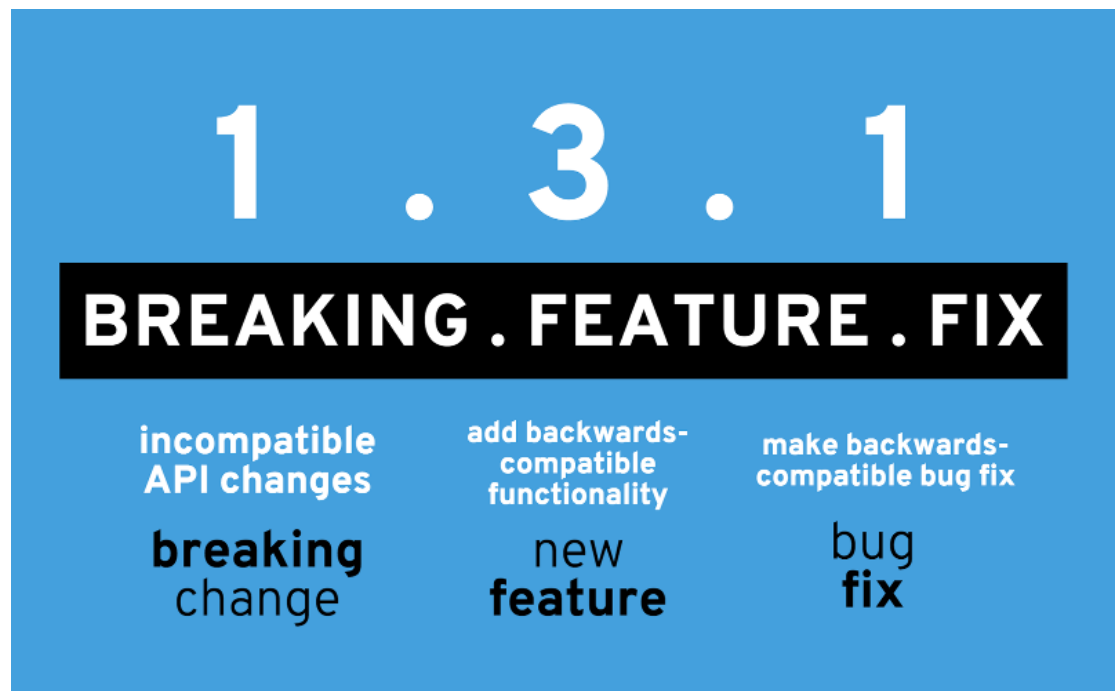 1 . 3 . 1
BREAKING . FEATURE . FIX
incompatible
API changes
breaking
change
add backwards-
compatible
functionality
new
feature
make backwards-
compatible bug fix
bug
fix